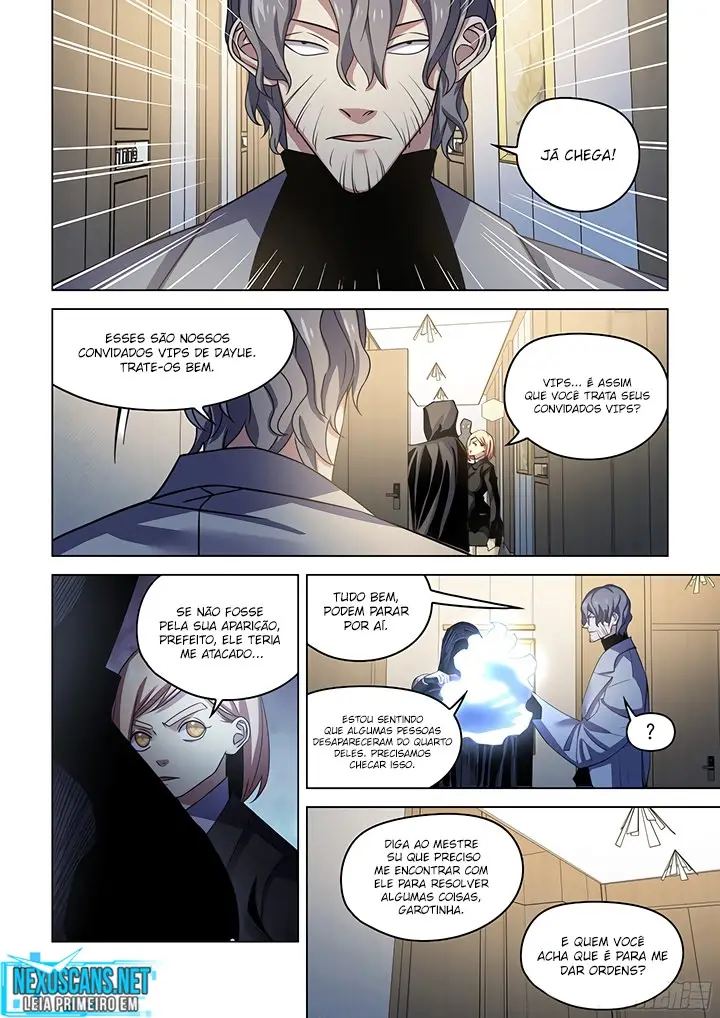 JÁ CHEGA!
ESSES SÃO NOSSOS
CONVIDADOS VIPS DE DAYUE.
TRATE-OS BEM.
VIPS... É ASSIM
QUE VOCÊ TRATA SEUS
CONVIDADOS VIPS?
SE NÃO FOSSE
PELA SUA APARIÇÃO,
PREFEITO, ELE TERIA
ME ATACADO...
TUDO BEM,
PODEM PARAR
POR AÍ.
ESTOU SENTINDO
QUE ALGUMAS PESSOAS
DESAPARECERAM DO QUARTO
DELES. PRECISAMOS
CHECAR ISSO.
?
DIGA AO MESTRE
SU QUE PRECISO
ME ENCONTRAR COM
ELE PARA RESOLVER
ALGUMAS COISAS,
GAROTINHA.
E QUEM VOCÊ
ACHA QUE É PARA ME
DAR ORDENS?
NEXUSCANS.NET
LEIA PRIMEIRO EM